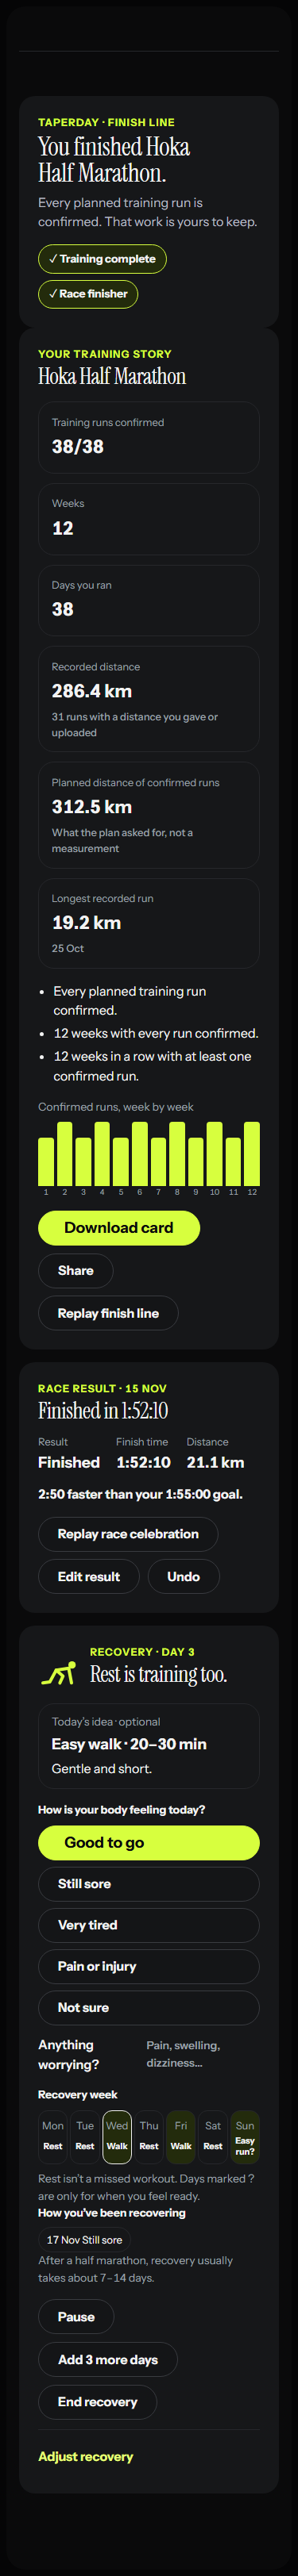 TAPERDAY · FINISH LINE
You finished Hoka
Half Marathon.
Every planned training run is
confirmed. That work is yours to keep.
✓ Training complete
✓ Race finisher
YOUR TRAINING STORY
Hoka Half Marathon
Training runs confirmed
38/38
Weeks
12
Days you ran
38
Recorded distance
286.4 km
31 runs with a distance you gave or
uploaded
Planned distance of confirmed runs
312.5 km
What the plan asked for, not a
measurement
Longest recorded run
19.2 km
25 Oct
• Every planned training run
confirmed.
• 12 weeks with every run confirmed.
• 12 weeks in a row with at least one
confirmed run.
Confirmed runs, week by week
1 2 3 4 5 6 7 8 9 10 11 12
Download card
Share
Replay finish line
RACE RESULT · 15 NOV
Finished in 1:52:10
Result Finish time Distance
Finished 1:52:10 21.1 km
2:50 faster than your 1:55:00 goal.
Replay race celebration
Edit result Undo
RECOVERY · DAY 3
Rest is training too.
Today's idea · optional
Easy walk · 20–30 min
Gentle and short.
How is your body feeling today?
Good to go
Still sore
Very tired
Pain or injury
Not sure
Anything worrying?
Pain, swelling, dizziness…
Recovery week
Mon Tue Wed Thu Fri Sat Sun
Rest Rest Walk Rest Walk Rest Easy run?
Rest isn't a missed workout. Days marked ?
are only for when you feel ready.
How you've been recovering
17 Nov Still sore
After a half marathon, recovery usually
takes about 7–14 days.
Pause
Add 3 more days
End recovery
Adjust recovery